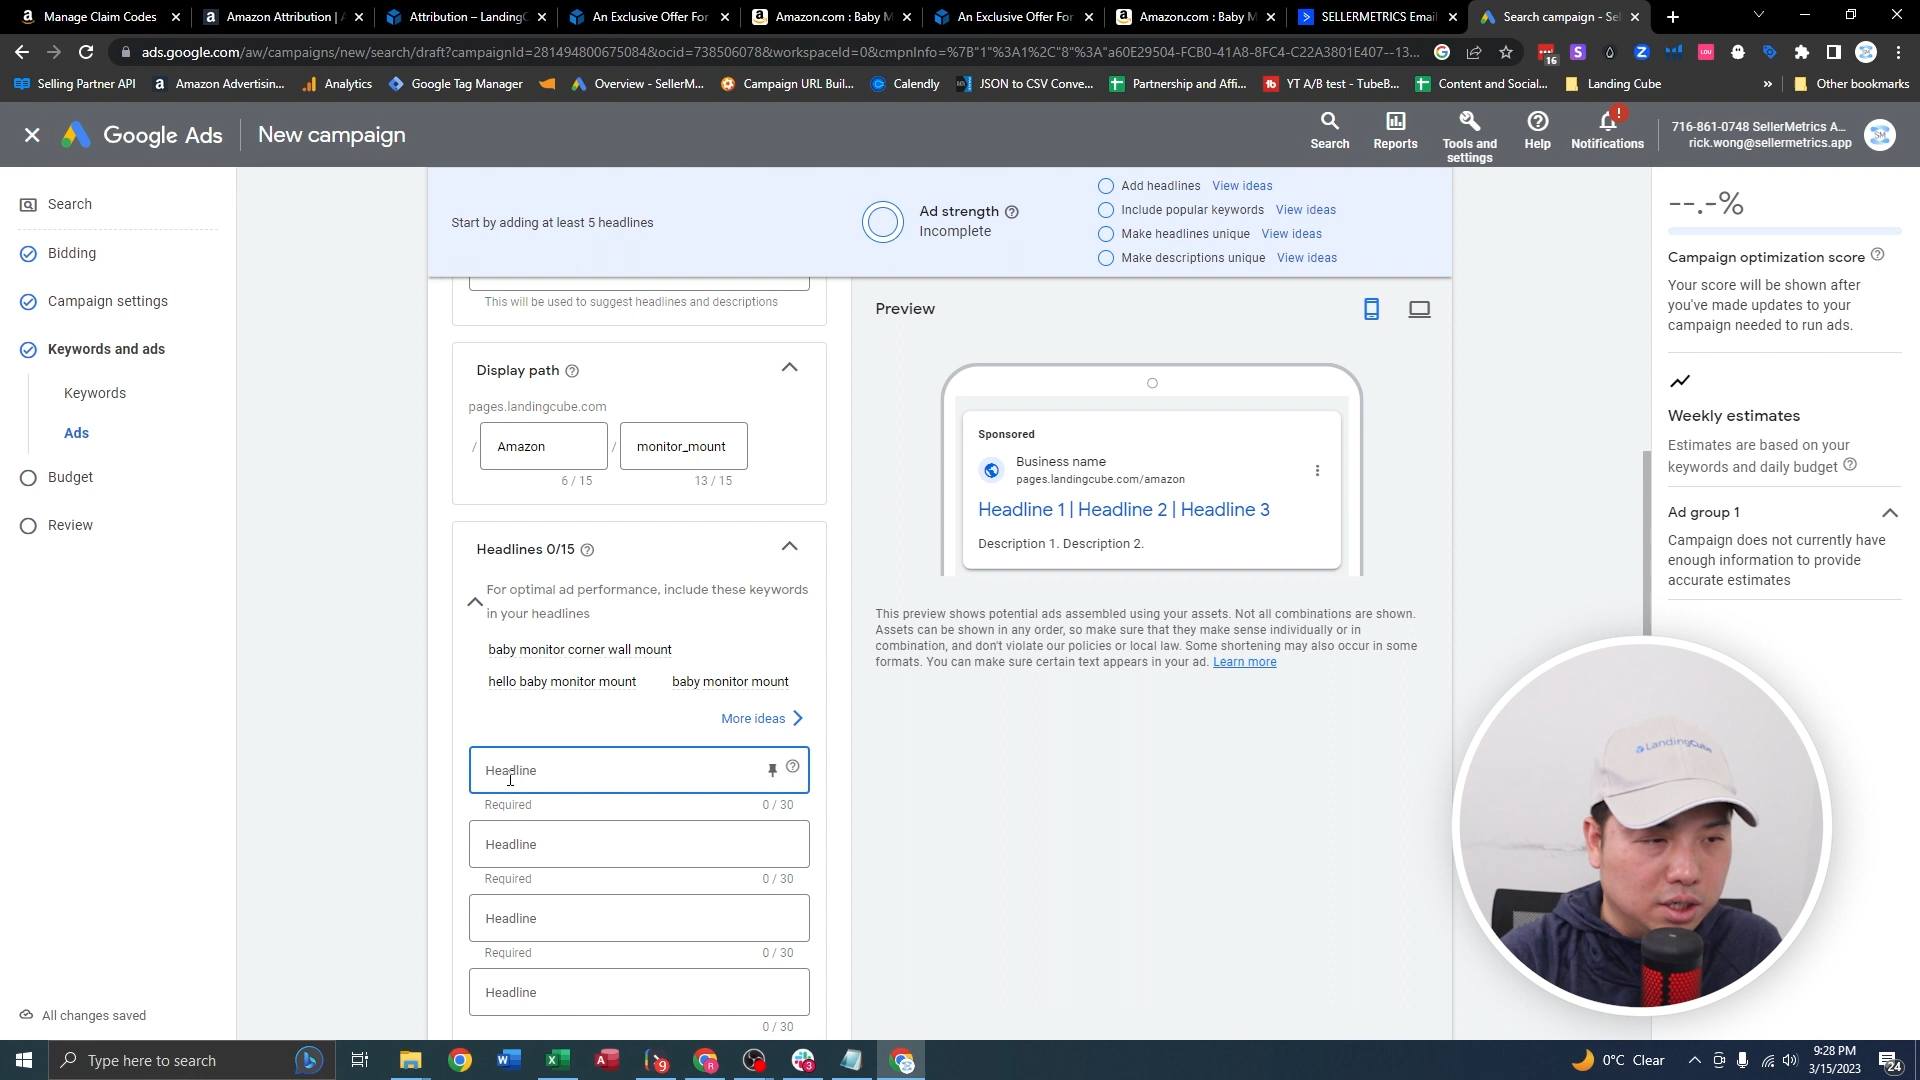 Manage Claim Codes
Amazon Attribution | A
Attribution – LandingC
An Exclusive Offer For
Amazon.com : Baby M
An Exclusive Offer For
Amazon.com : Baby M
SELLERMETRICS Email
Search campaign - Sel
ads.google.com/aw/campaigns/new/search/draft?campaignId=281494800675084&ocid=738506078&workspaceId=0&cmpnInfo=%7B"1"%3A1%2C"8"%3A"a60E29504-FCB0-41A8-8FC4-C22A3801E407--13...
16
Selling Partner API
Amazon Advertisin...
Analytics
Google Tag Manager
Overview - SellerM...
Campaign URL Buil...
Calendly
JSON to CSV Conve...
Partnership and Affi...
YT A/B test - TubeB...
Content and Social...
Landing Cube
»
Other bookmarks
Google Ads
New campaign
Search
Reports
Tools and
settings
Help
Notifications
716-861-0748 SellerMetrics A...
rick.wong@sellermetrics.app
SM
Search
Bidding
Campaign settings
Keywords and ads
Keywords
Ads
Budget
Review
All changes saved
Start by adding at least 5 headlines
Ad strength
Incomplete
Add headlines View ideas
Include popular keywords View ideas
Make headlines unique View ideas
Make descriptions unique View ideas
This will be used to suggest headlines and descriptions
Display path
pages.landingcube.com
/ Amazon / monitor_mount
6 / 15 13 / 15
Headlines 0/15
For optimal ad performance, include these keywords
in your headlines
baby monitor corner wall mount
hello baby monitor mount baby monitor mount
More ideas
Headline
Required 0 / 30
Headline
Required 0 / 30
Headline
Required 0 / 30
Headline
0 / 30
Preview
Sponsored
Business name
pages.landingcube.com/amazon
Headline 1 | Headline 2 | Headline 3
Description 1. Description 2.
This preview shows potential ads assembled using your assets. Not all combinations are shown.
Assets can be shown in any order, so make sure that they make sense individually or in
combination, and don't violate our policies or local law. Some shortening may also occur in some
formats. You can make sure certain text appears in your ad. Learn more
--.-%
Campaign optimization score
Your score will be shown after
you've made updates to your
campaign needed to run ads.
Weekly estimates
Estimates are based on your
keywords and daily budget
Ad group 1
Campaign does not currently have
enough information to provide
accurate estimates
LandingCube
Type here to search
9
3
0°C Clear
9:28 PM
3/15/2023
24